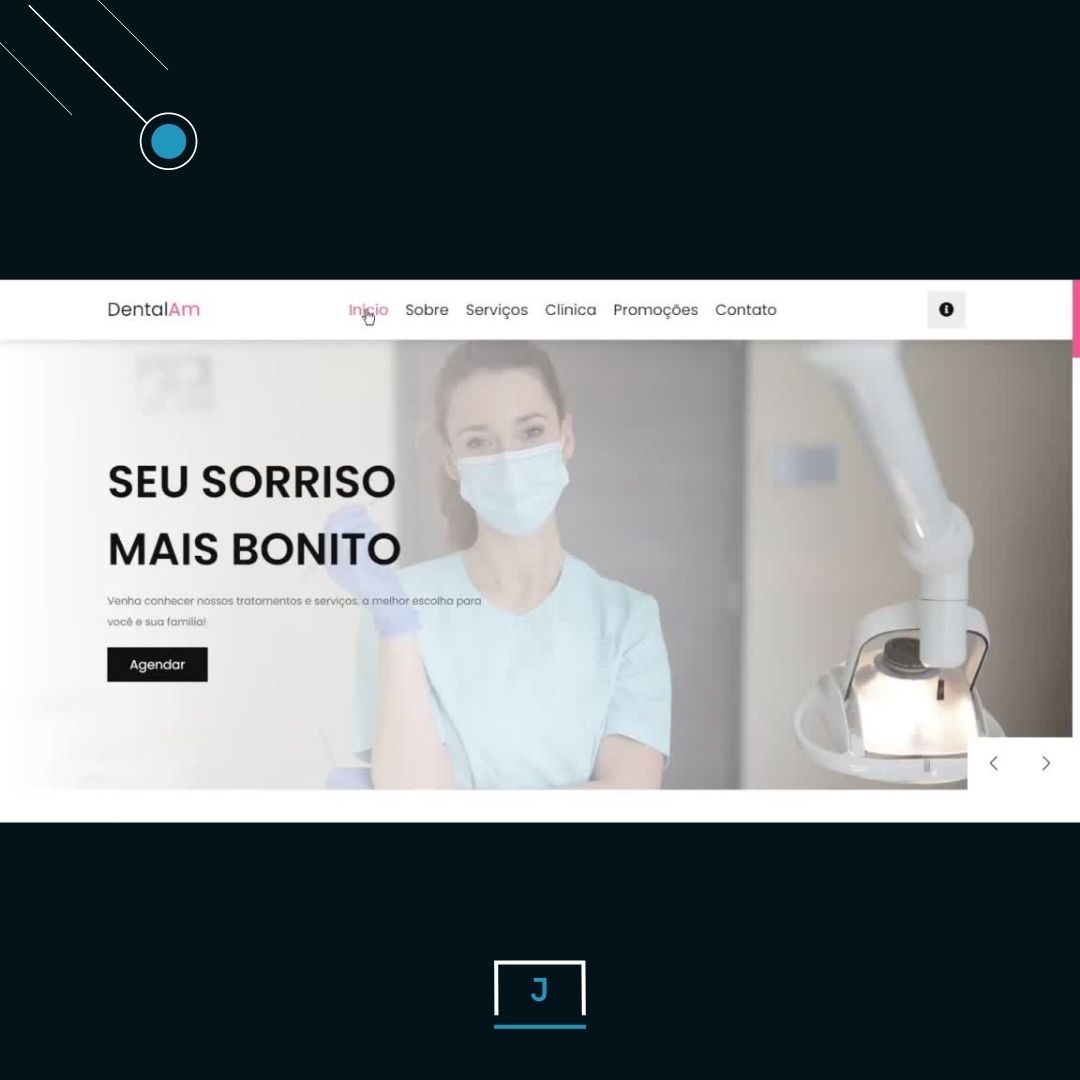 DentalAm
Início Sobre Serviços Clínica Promoções Contato
SEU SORRISO
MAIS BONITO
Venha conhecer nossos tratamentos e serviços, a melhor escolha para
você e sua família!
Agendar
J